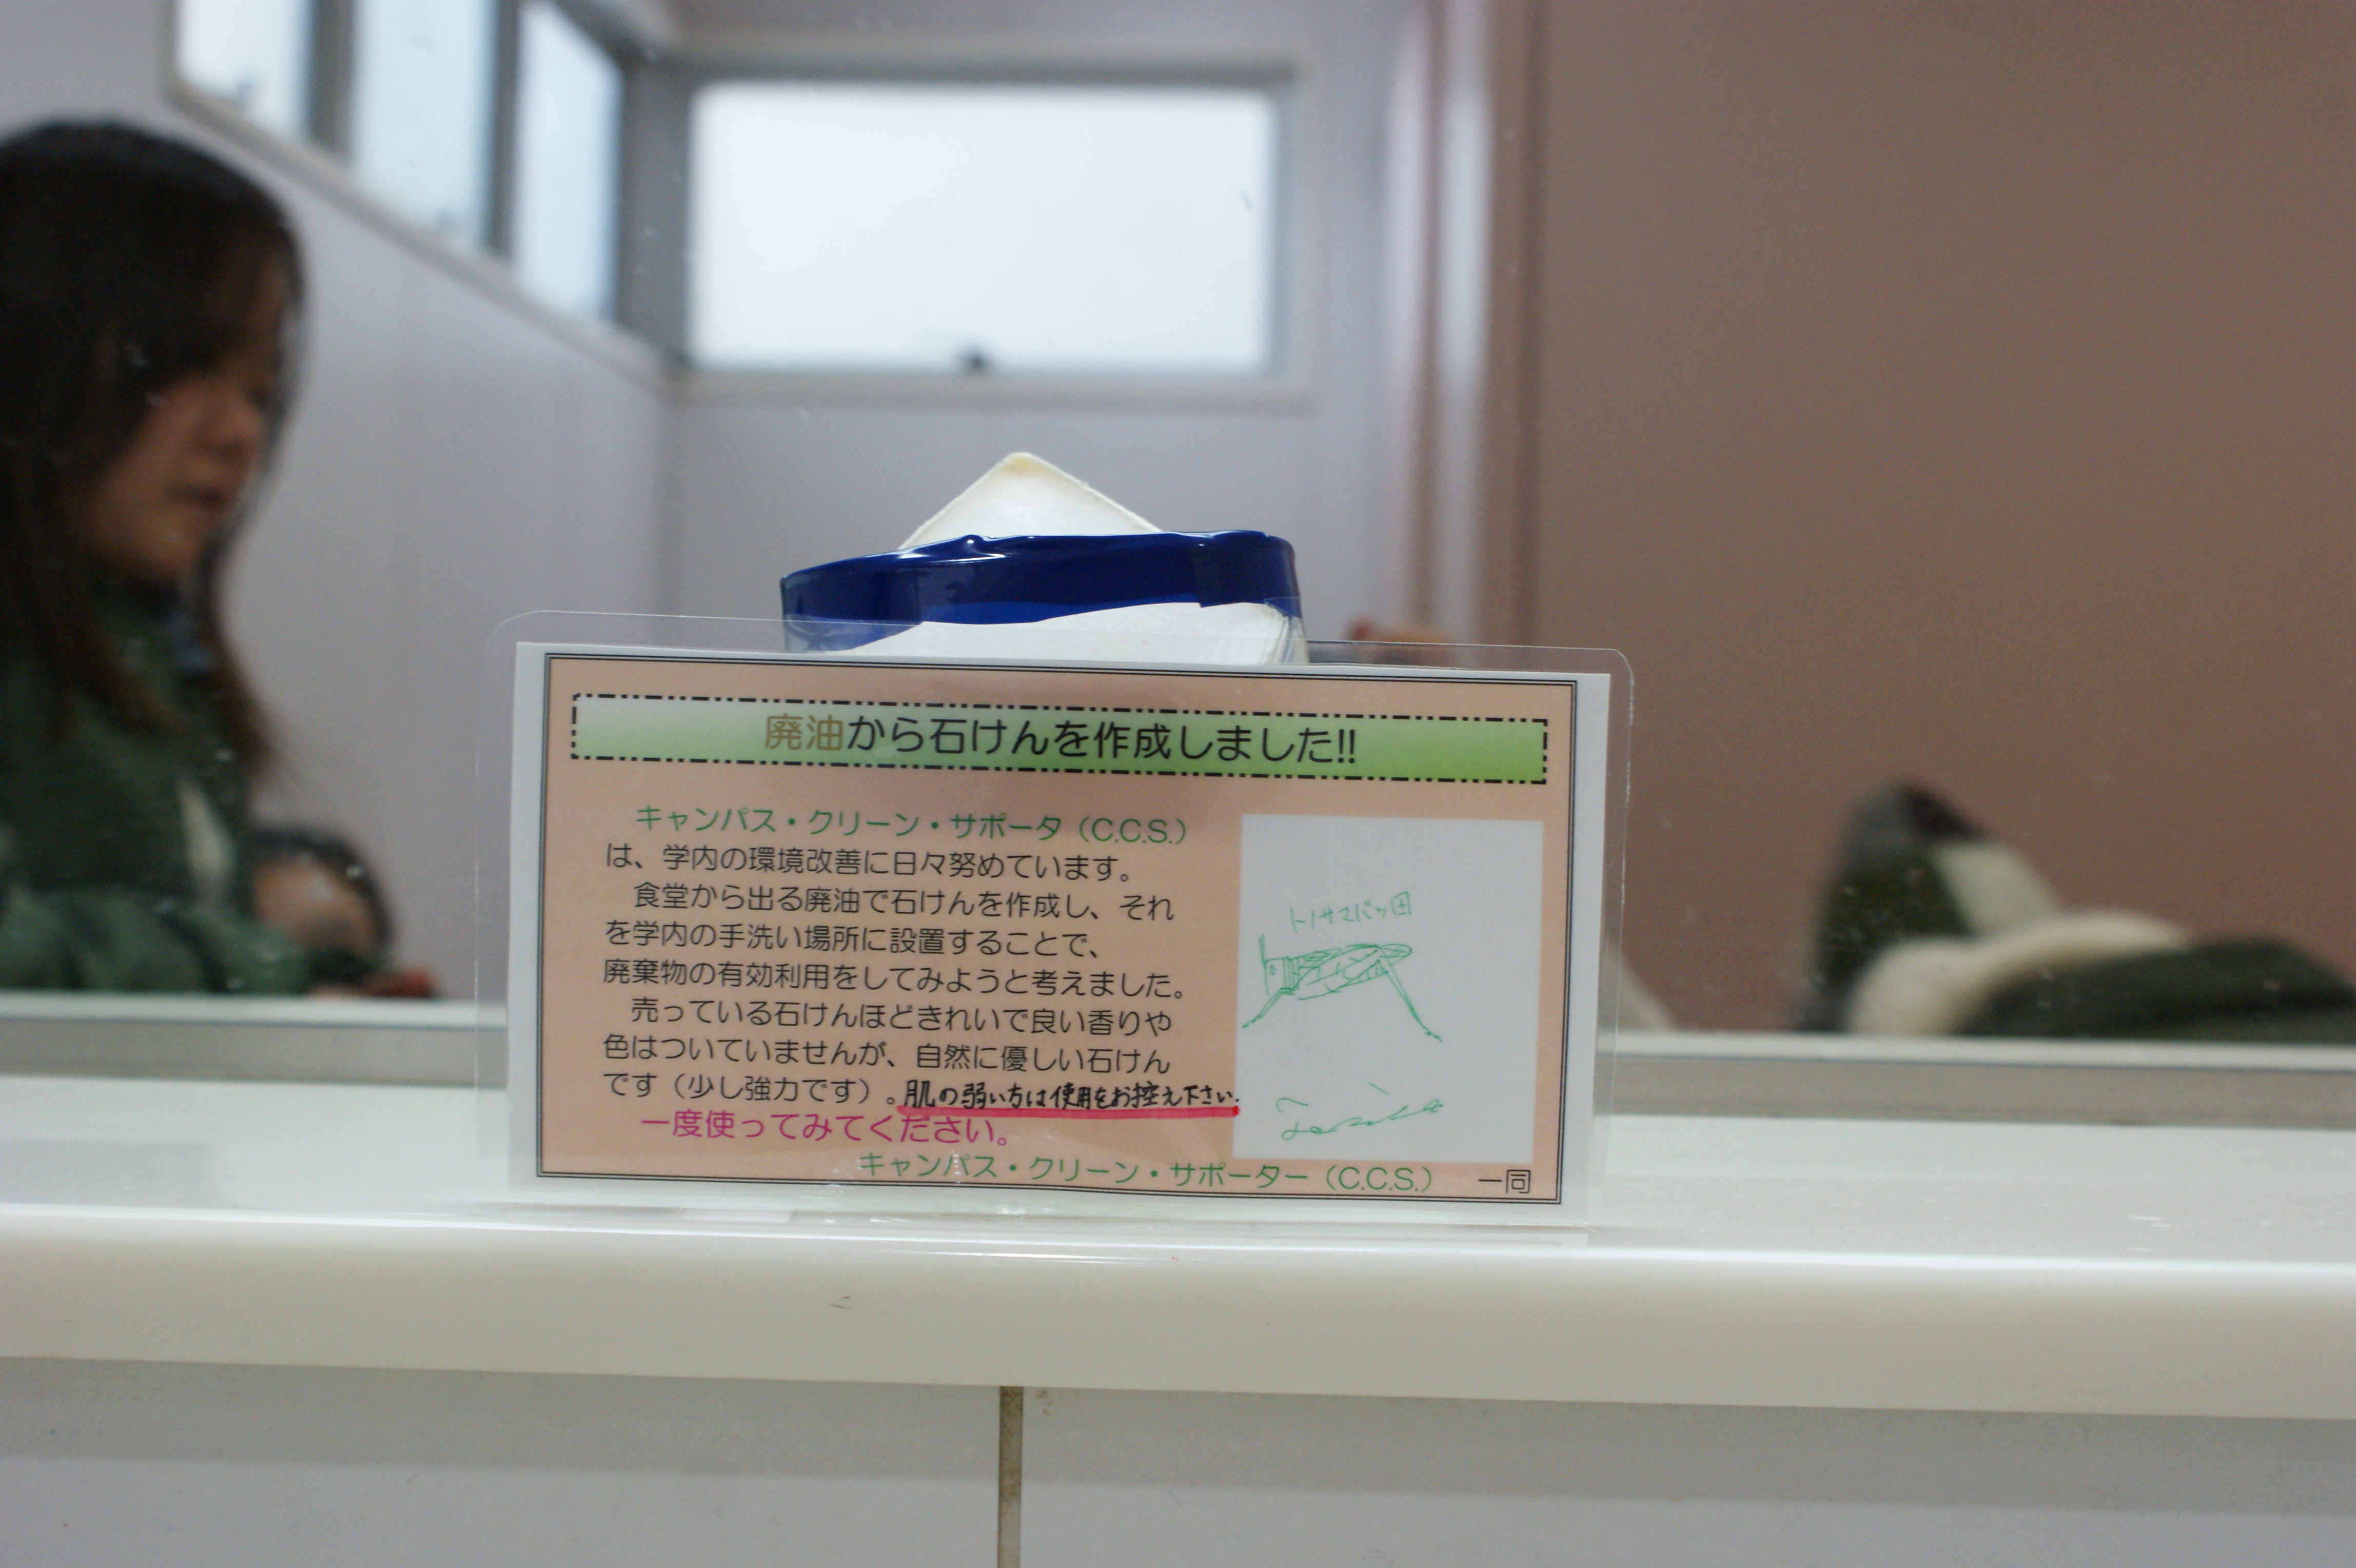 廃油から石けんを作成しました!!
キャンパス・クリーン・サポータ（C.C.S.）
は、学内の環境改善に日々努めています。
食堂から出る廃油で石けんを作成し、それ
を学内の手洗い場所に設置することで、
廃棄物の有効利用をしてみようと考えました。
売っている石けんほどきれいで良い香りや
色はついていませんが、自然に優しい石けん
です（少し強力です）。肌の弱い方は使用をお控え下さい.
一度使ってみてください。
キャンパス・クリーン・サポーター（C.C.S.）　一同
トノサマバッ